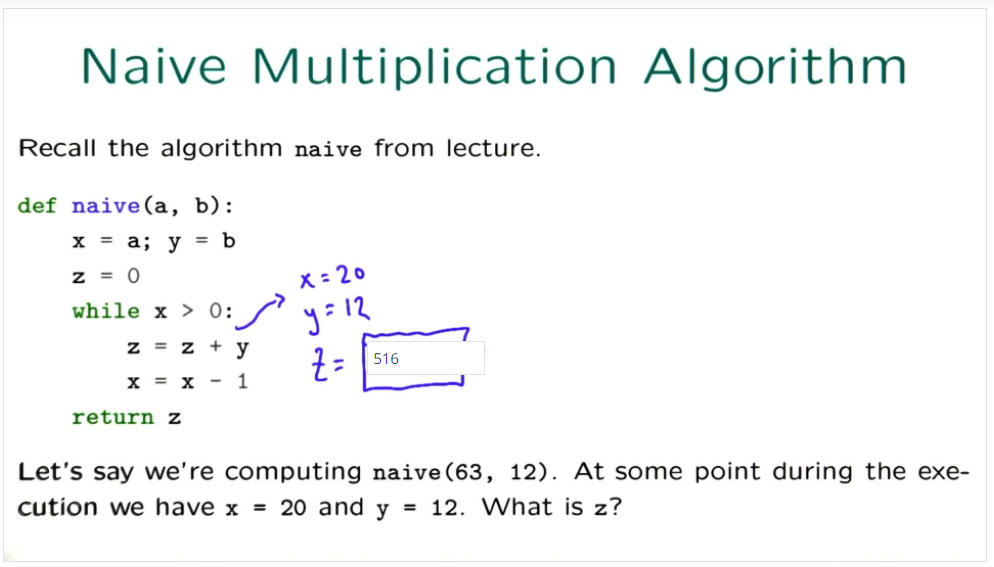 Naive Multiplication Algorithm
Recall the algorithm naive from lecture.
def naive(a, b):
x = a; y = b
z = 0
while x > 0:
z = z + y
x = x - 1
return z
x = 20
y = 12
z = 516
Let's say we're computing naive(63, 12). At some point during the exe-
cution we have x = 20 and y = 12. What is z?